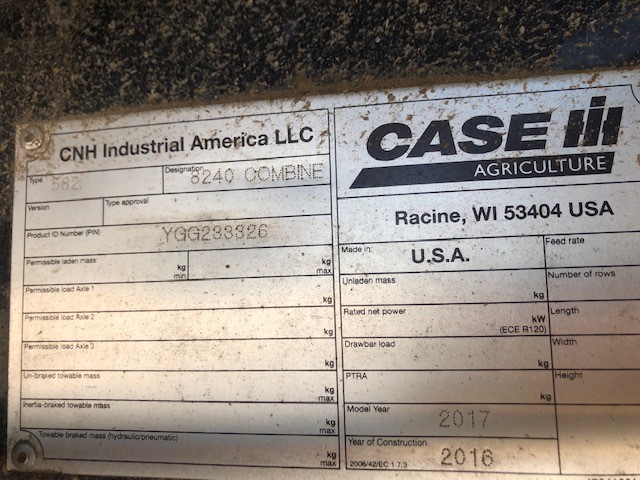 CNH Industrial America LLC
Type 582
Designation 8240 COMBINE
Version
Type approval
Product ID Number (PIN) YGG233326
Permissible laden mass kg min kg max
Permissible load Axle 1 kg
Permissible load Axle 2 kg
Permissible load Axle 3 kg
Un-braked towable mass kg max
Inertia-braked towable mass kg max
Towable braked mass (hydraulic/pneumatic) kg max
CASE IH
AGRICULTURE
Racine, WI 53404 USA
Made in: U.S.A.
Feed rate
Unladen mass kg
Number of rows
Rated net power kW (ECE R120)
Length
Drawbar load kg
Width
PTRA kg
Height
Model Year 2017
Year of Construction 2016
2006/42/EC 1.7.3